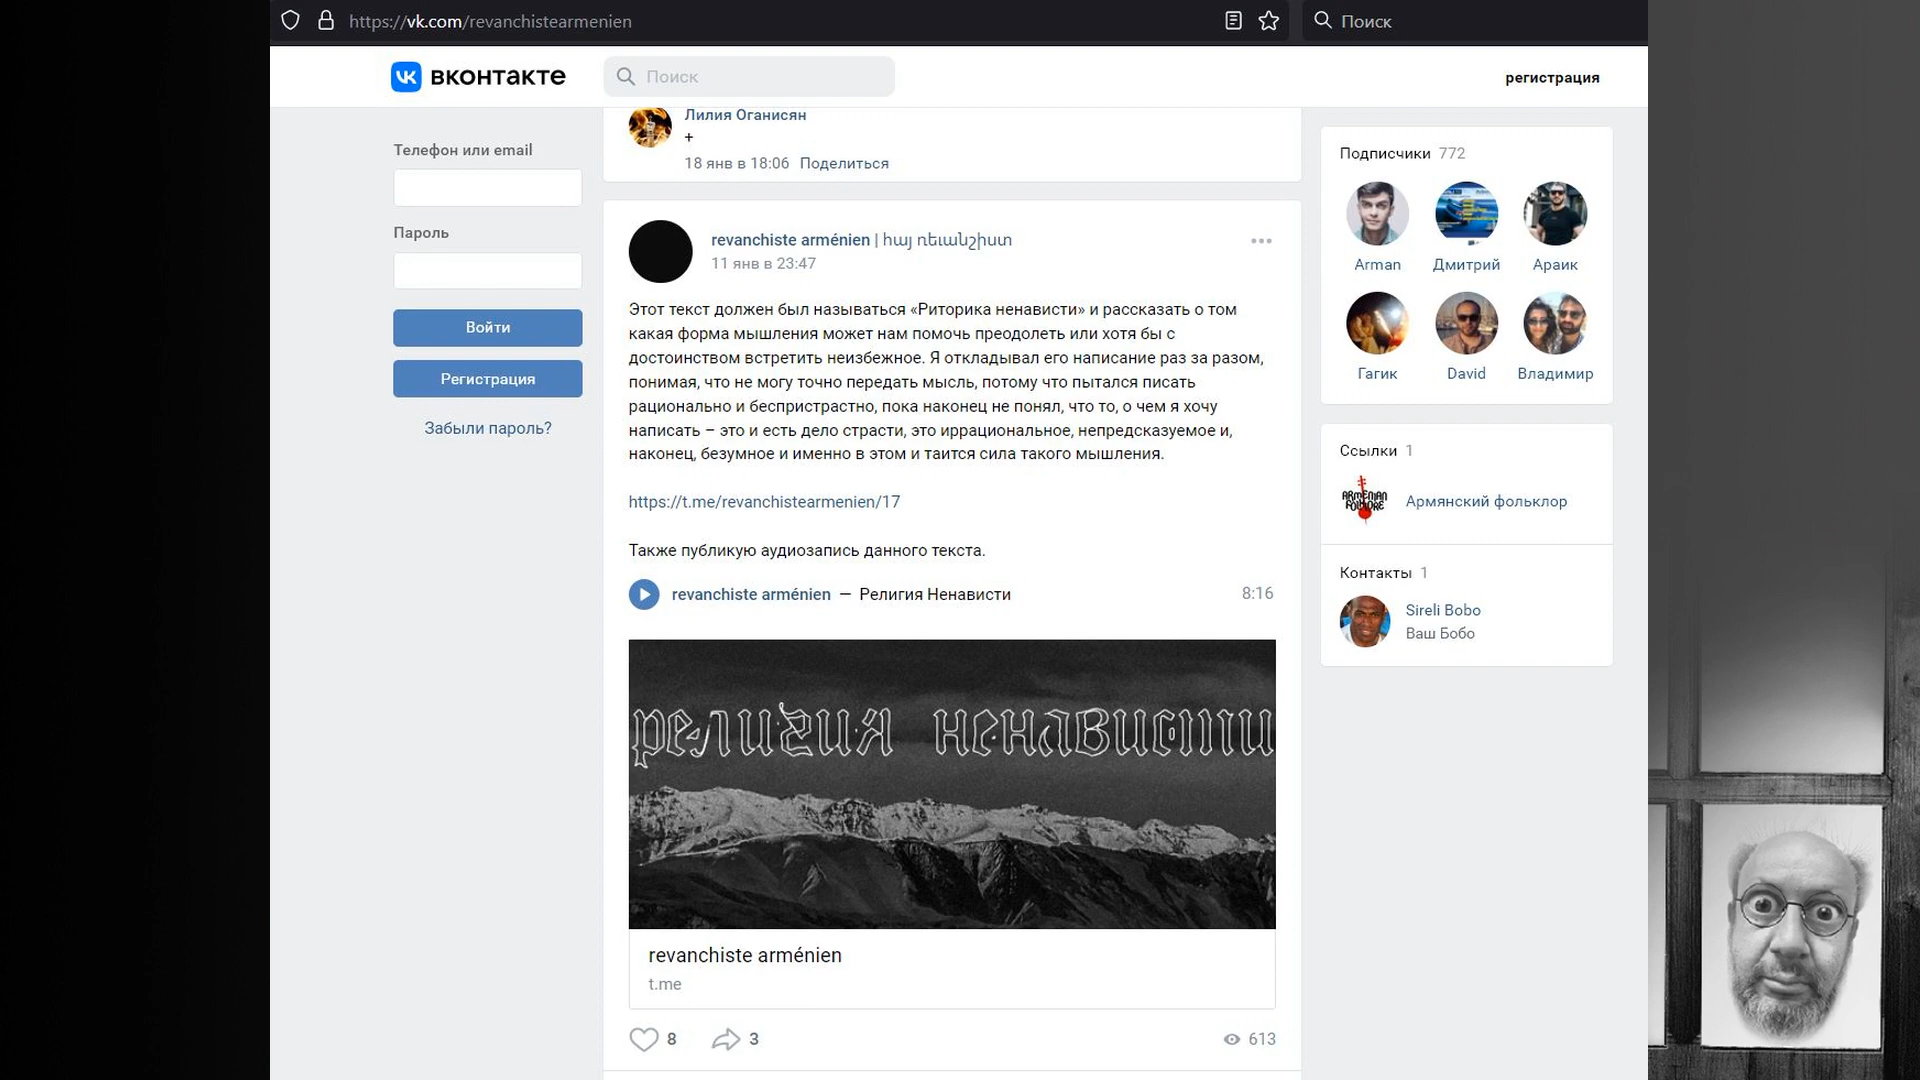 https://vk.com/revanchistearmenien
Поиск
ВКОНТАКТЕ
Поиск
регистрация
Телефон или email
Пароль
Войти
Регистрация
Забыли пароль?
Лилия Оганисян
+
18 янв в 18:06 Поделиться
revanchiste arménien | հայ ռեւանշիստ
11 янв в 23:47
Этот текст должен был называться «Риторика ненависти» и рассказать о том
какая форма мышления может нам помочь преодолеть или хотя бы с
достоинством встретить неизбежное. Я откладывал его написание раз за разом,
понимая, что не могу точно передать мысль, потому что пытался писать
рационально и беспристрастно, пока наконец не понял, что то, о чем я хочу
написать – это и есть дело страсти, это иррациональное, непредсказуемое и,
наконец, безумное и именно в этом и таится сила такого мышления.
https://t.me/revanchistearmenien/17
Также публикую аудиозапись данного текста.
revanchiste arménien — Религия Ненависти 8:16
религия ненависти
revanchiste arménien
t.me
8 3 613
Подписчики 772
Arman Дмитрий Араик
Гагик David Владимир
Ссылки 1
ARMENIAN
FOLKLORE
Армянский фольклор
Контакты 1
Sireli Bobo
Ваш Бобо